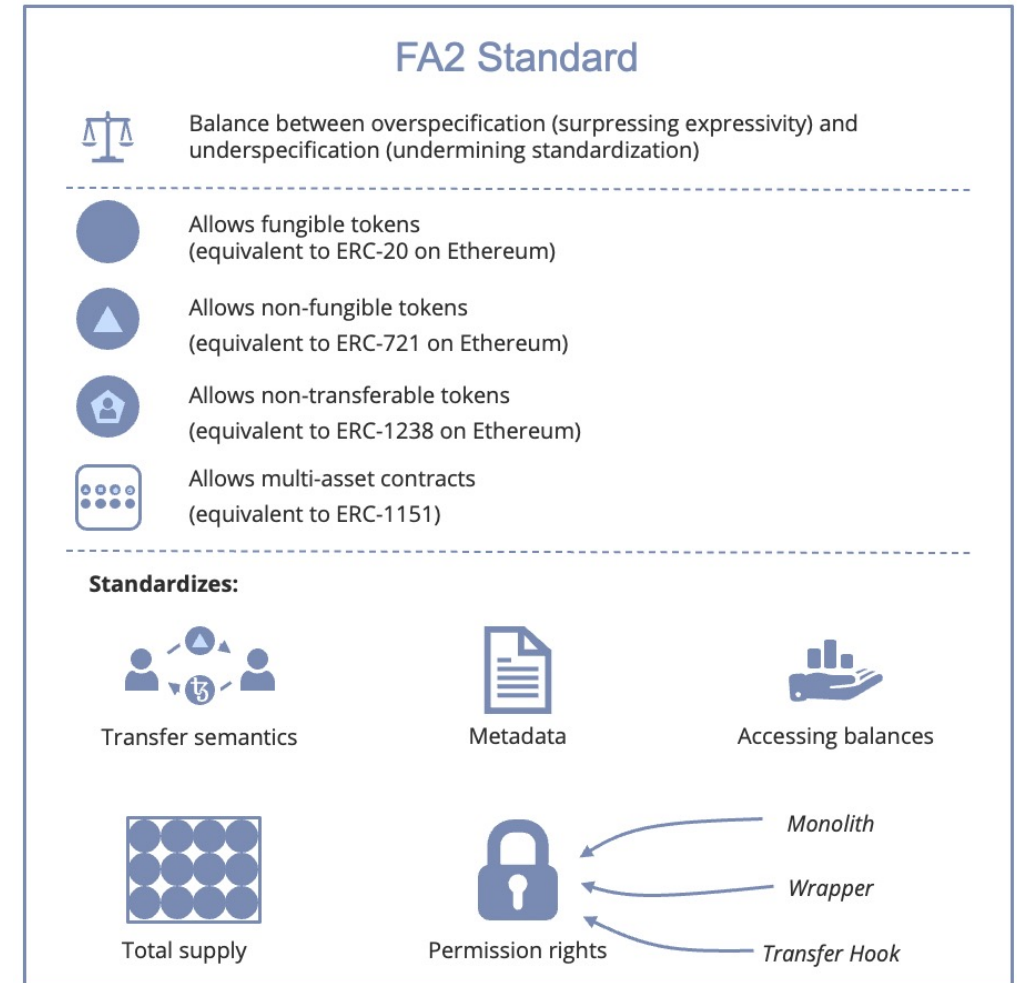 FA2 Standard
Balance between overspecification (surpressing expressivity) and
underspecification (undermining standardization)
Allows fungible tokens
(equivalent to ERC-20 on Ethereum)
Allows non-fungible tokens
(equivalent to ERC-721 on Ethereum)
Allows non-transferable tokens
(equivalent to ERC-1238 on Ethereum)
Allows multi-asset contracts
(equivalent to ERC-1151)
Standardizes:
Transfer semantics
Metadata
Accessing balances
Monolith
Wrapper
Transfer Hook
Total supply
Permission rights